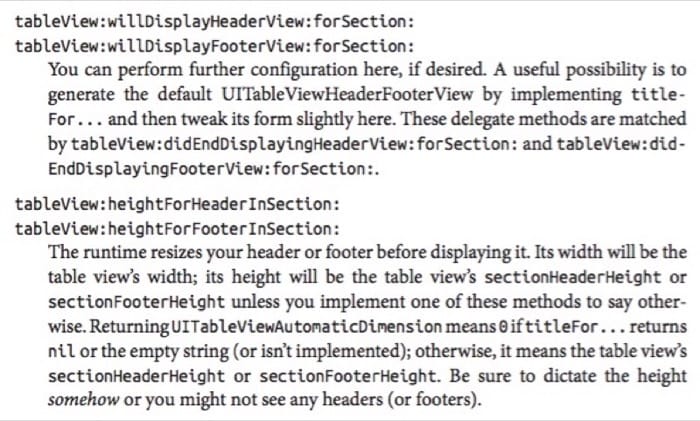 tableView:willDisplayHeaderView:forSection:
tableView:willDisplayFooterView:forSection:
You can perform further configuration here, if desired. A useful possibility is to
generate the default UITableViewHeaderFooterView by implementing title-
For... and then tweak its form slightly here. These delegate methods are matched
by tableView:didEndDisplayingHeaderView:forSection: and tableView:did-
EndDisplayingFooterView:forSection:.
tableView:heightForHeaderInSection:
tableView:heightForFooterInSection:
The runtime resizes your header or footer before displaying it. Its width will be the
table view’s width; its height will be the table view’s sectionHeaderHeight or
sectionFooterHeight unless you implement one of these methods to say other-
wise. Returning UITableViewAutomaticDimension means 0 if titleFor... returns
nil or the empty string (or isn’t implemented); otherwise, it means the table view’s
sectionHeaderHeight or sectionFooterHeight. Be sure to dictate the height
somehow or you might not see any headers (or footers).